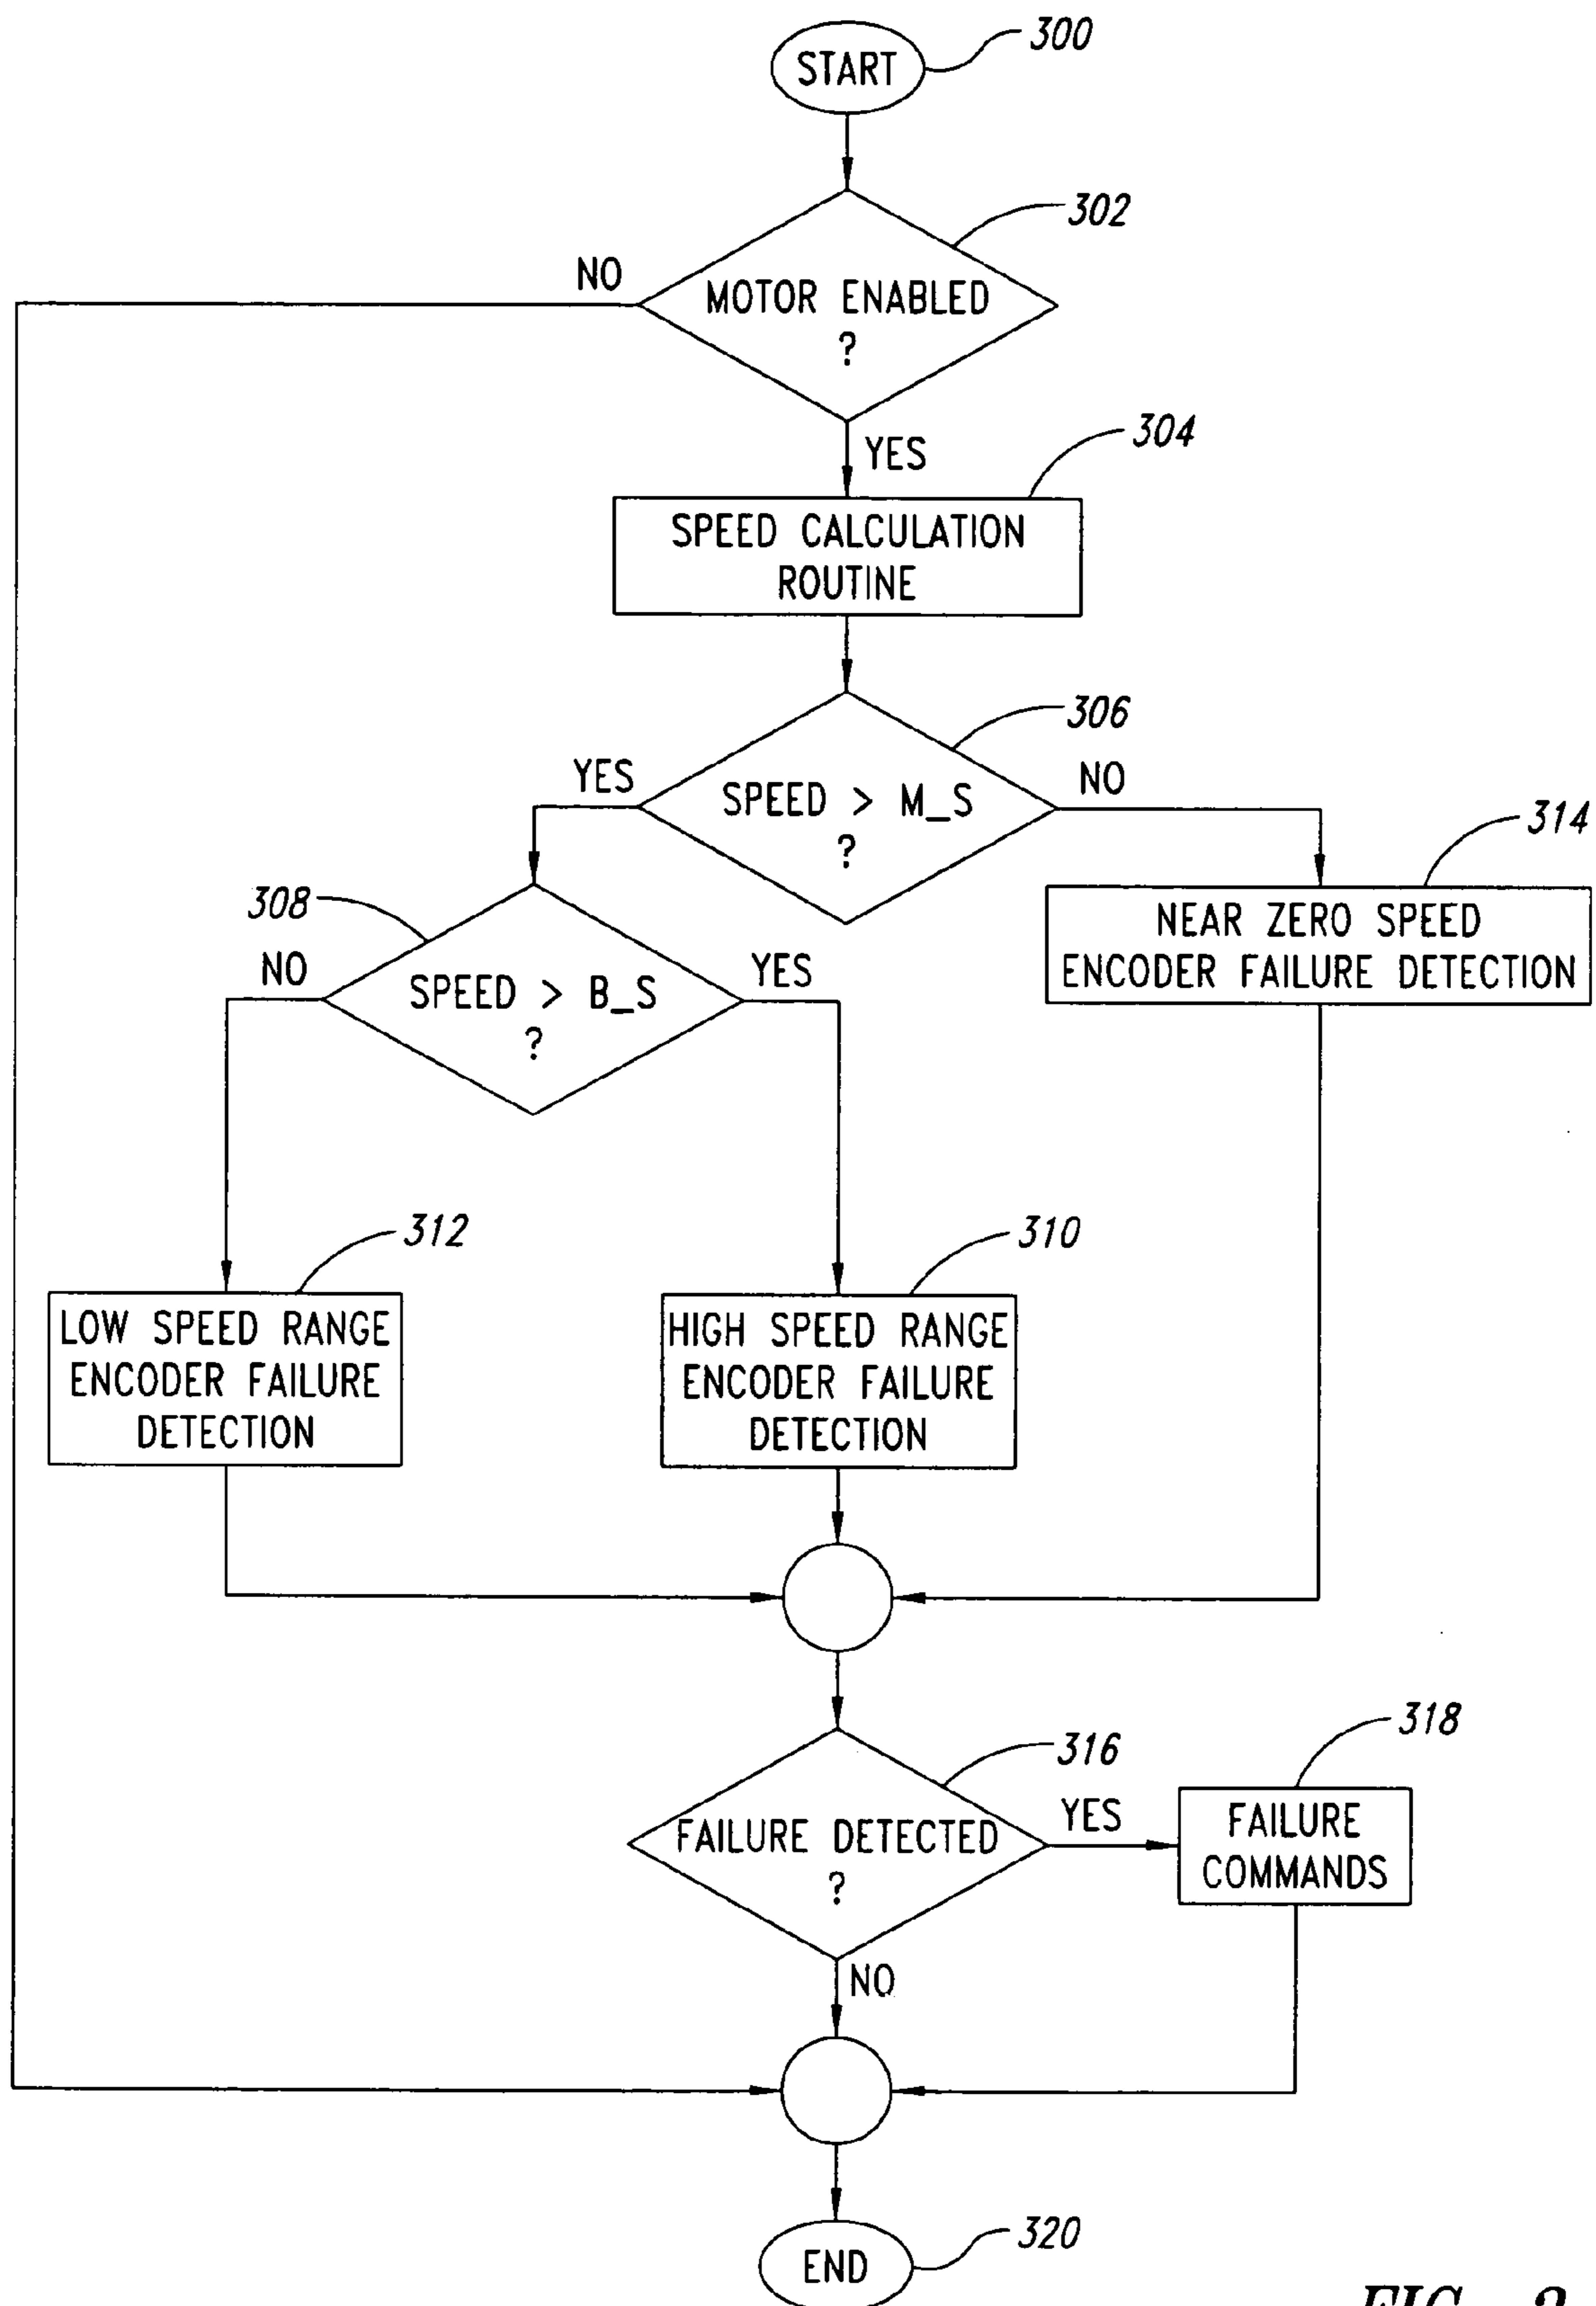 START
300
302
NO
MOTOR ENABLED
?
YES
304
SPEED CALCULATION
ROUTINE
306
YES
SPEED > M_S
?
NO
314
NEAR ZERO SPEED
ENCODER FAILURE DETECTION
308
NO
SPEED > B_S
?
YES
312
LOW SPEED RANGE
ENCODER FAILURE
DETECTION
310
HIGH SPEED RANGE
ENCODER FAILURE
DETECTION
316
FAILURE DETECTED
?
YES
318
FAILURE
COMMANDS
NO
320
END